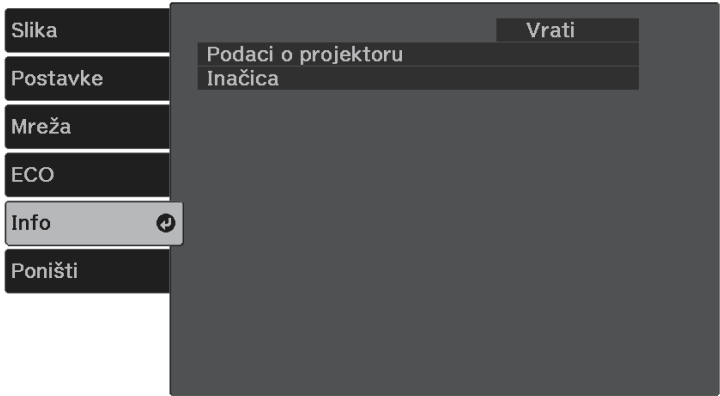 Slika
Postavke
Mreža
ECO
Info
Poništi
Vrati
Podaci o projektoru
Inačica